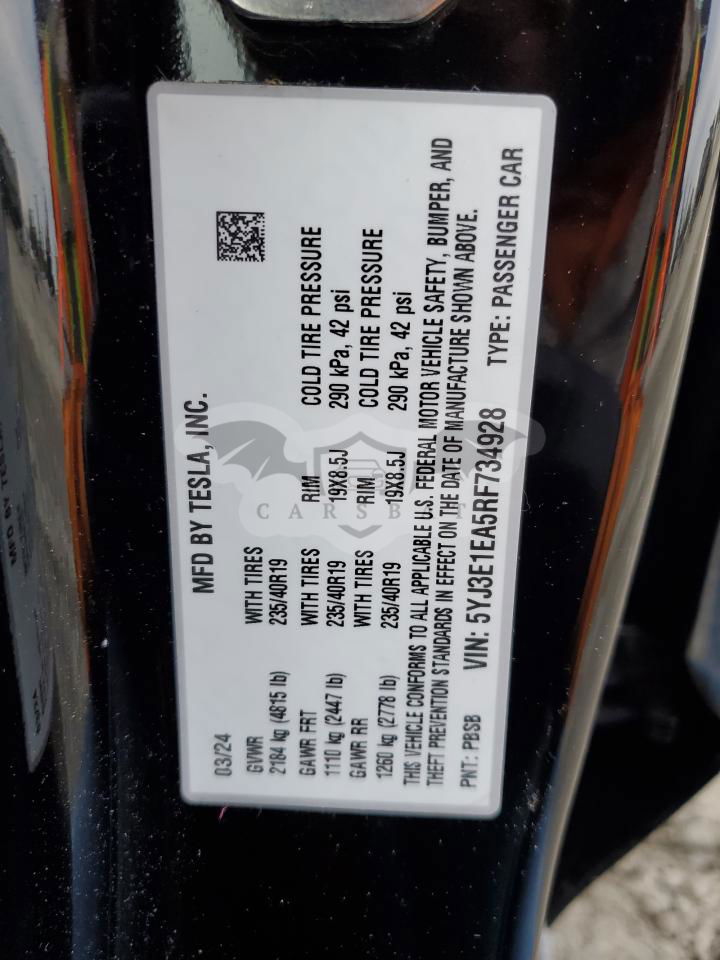 MFD BY TESLA, INC.
03/24
GVWR WITH TIRES
2184 kg (4815 lb) 235/40R19
GAWR FRT WITH TIRES RIM COLD TIRE PRESSURE
1110 kg (2447 lb) 235/40R19 19X8.5J 290 kPa, 42 psi
GAWR RR WITH TIRES RIM COLD TIRE PRESSURE
1260 kg (2778 lb) 235/40R19 19X8.5J 290 kPa, 42 psi
THIS VEHICLE CONFORMS TO ALL APPLICABLE U.S. FEDERAL MOTOR VEHICLE SAFETY, BUMPER, AND
THEFT PREVENTION STANDARDS IN EFFECT ON THE DATE OF MANUFACTURE SHOWN ABOVE.
PNT: PBSB VIN: 5YJ3E1EA5RF734928 TYPE: PASSENGER CAR